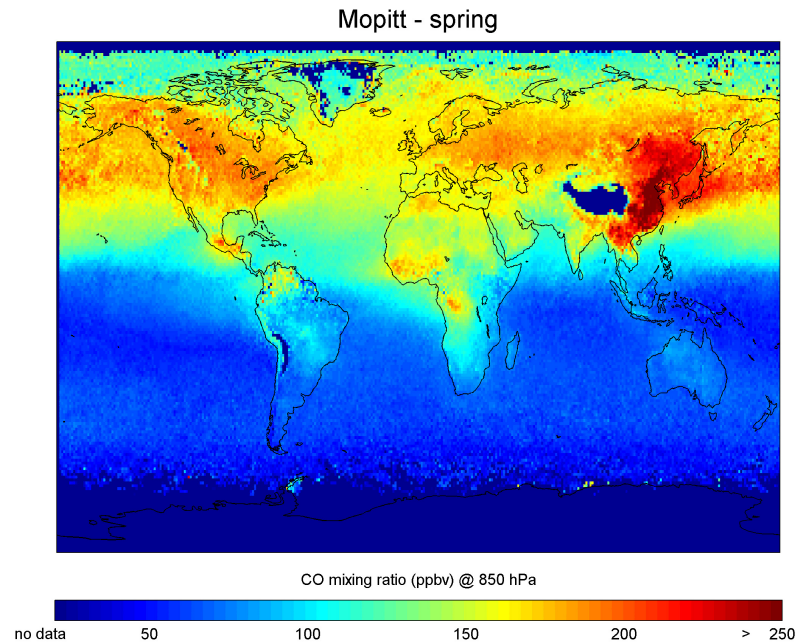 Mopitt - spring
CO mixing ratio (ppbv) @ 850 hPa
no data 50 100 150 200 > 250